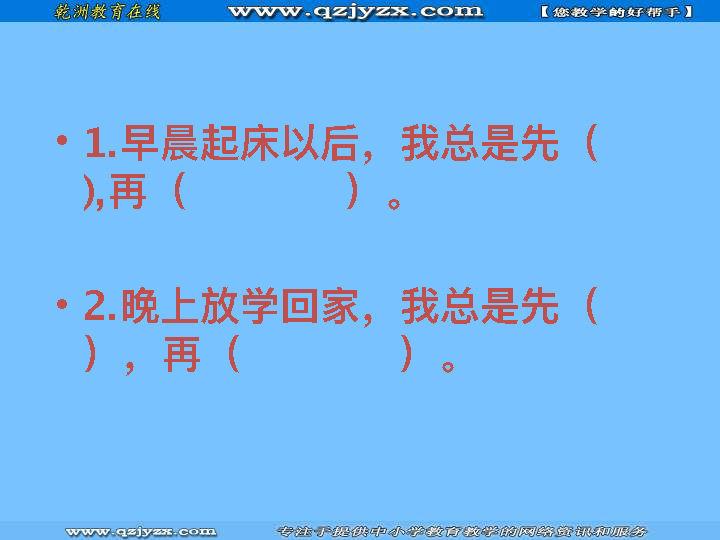 乾洲教育在线 www.qzjyzx.com 【您教学的好帮手】
• 1.早晨起床以后，我总是先（
),再（ ）。
• 2.晚上放学回家，我总是先（
），再（ ）。
www.qzjyzx.com 专注于提供中小学教育教学的网络资讯和服务